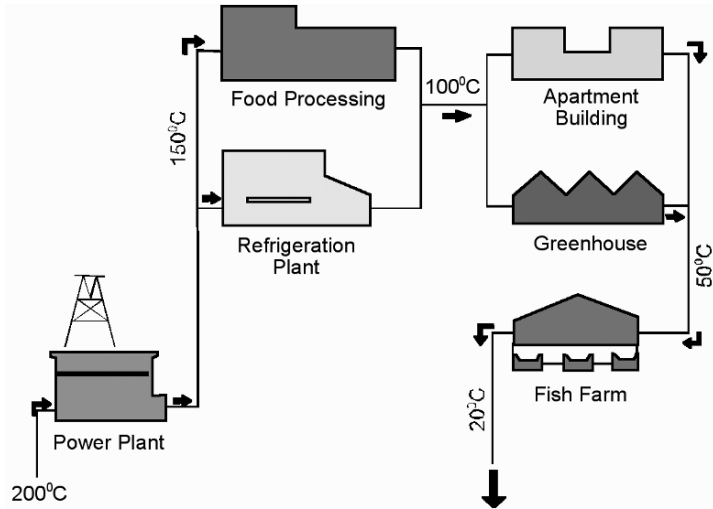 Food Processing
150⁰C
Refrigeration
Plant
100⁰C
Apartment
Building
Greenhouse
50⁰C
Power Plant
200⁰C
Fish Farm
20⁰C